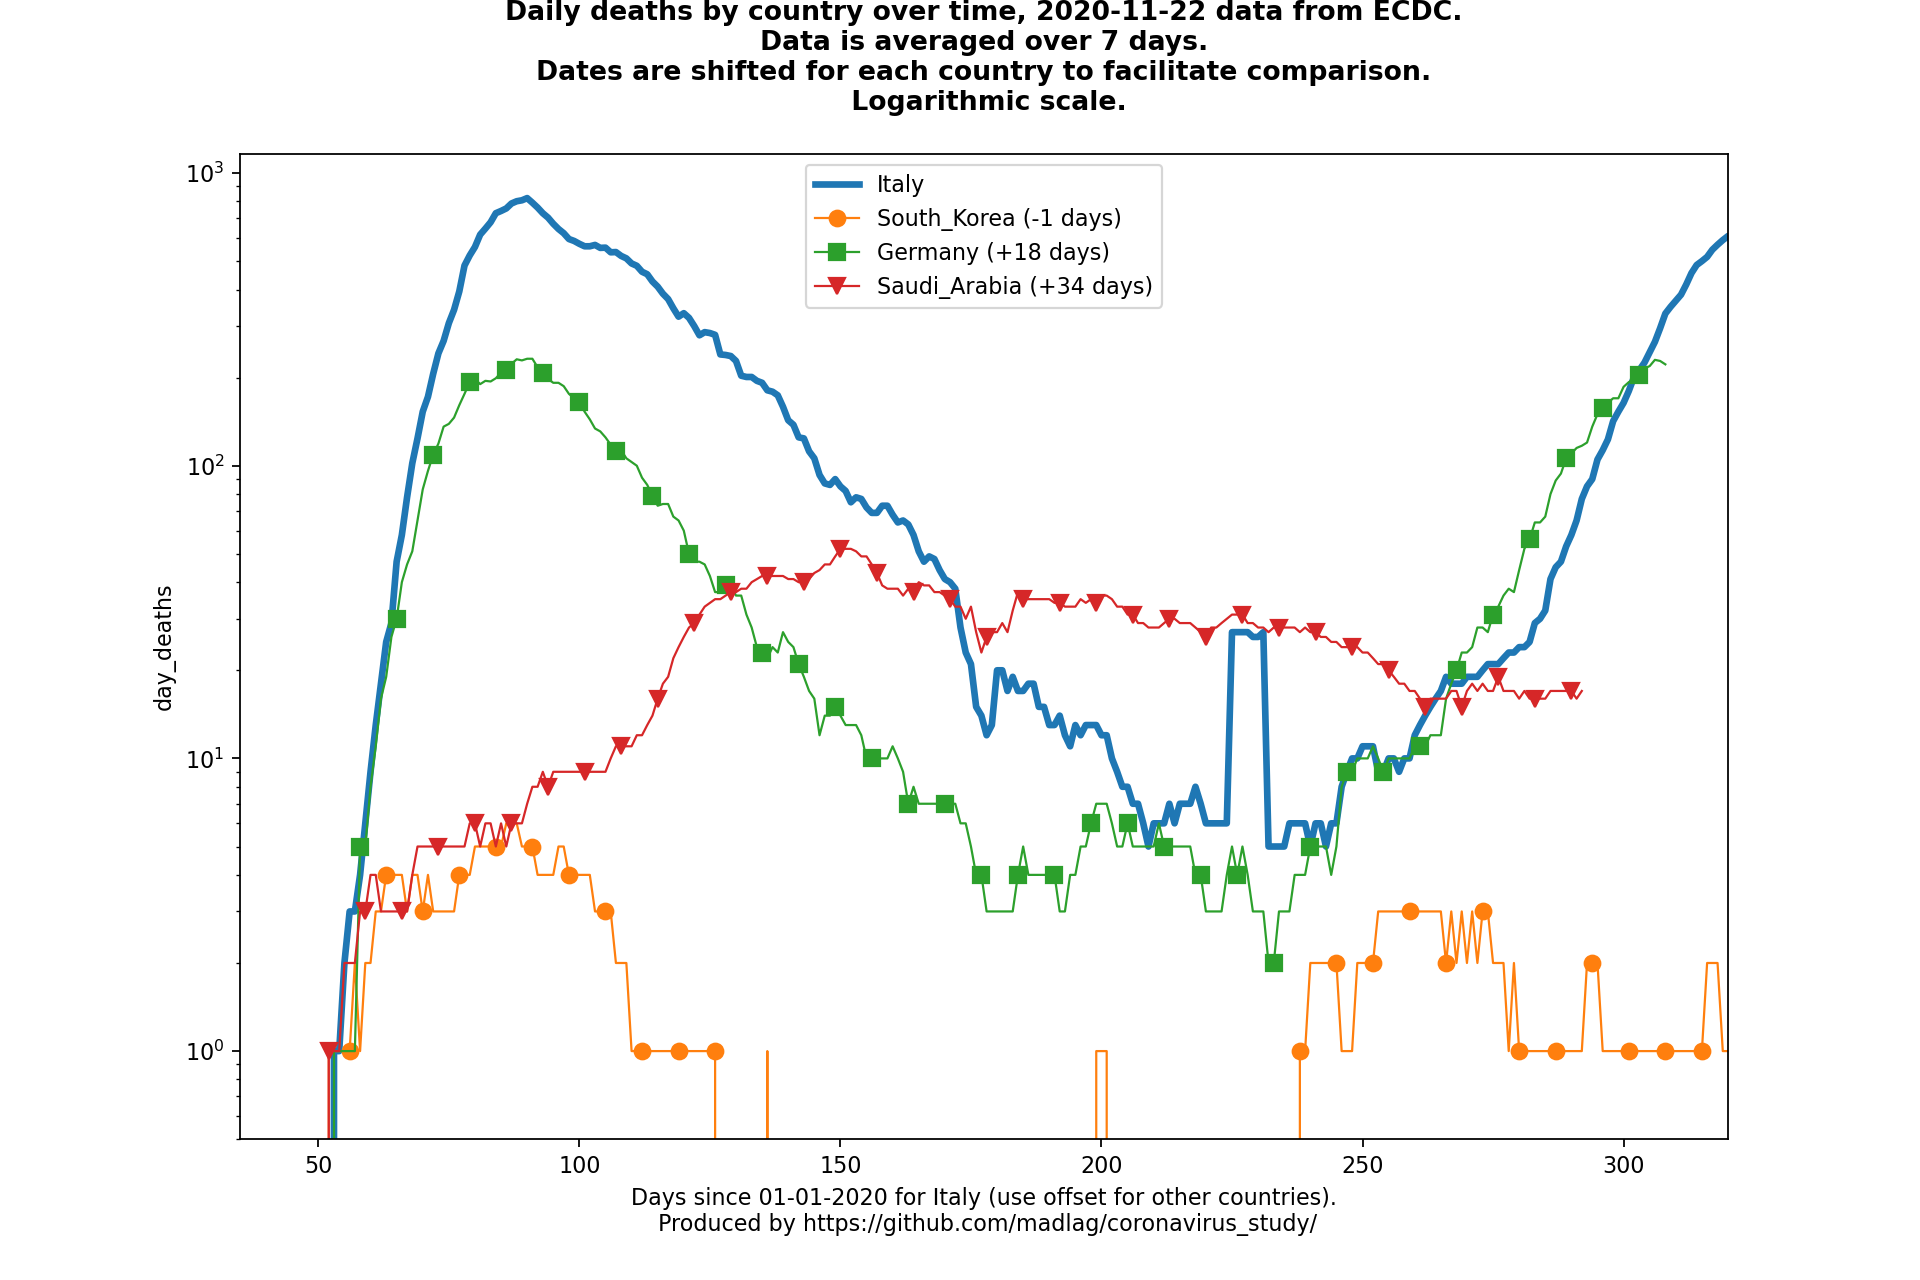 Daily deaths by country over time, 2020-11-22 data from ECDC.
Data is averaged over 7 days.
Dates are shifted for each country to facilitate comparison.
Logarithmic scale.
10³
Italy
South_Korea (-1 days)
Germany (+18 days)
Saudi_Arabia (+34 days)
10²
day_deaths
10¹
10⁰
50 100 150 200 250 300
Days since 01-01-2020 for Italy (use offset for other countries).
Produced by https://github.com/madlag/coronavirus_study/